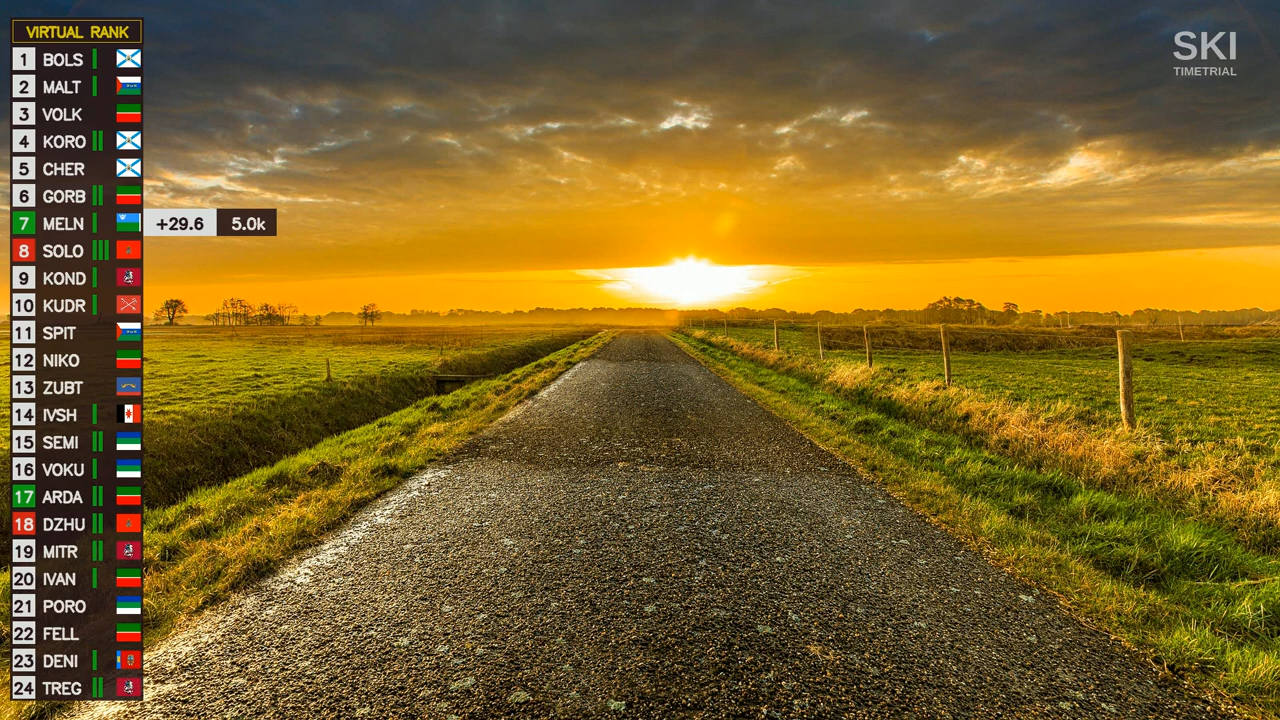 VIRTUAL RANK
1 BOLS
2 MALT
3 VOLK
4 KORO
5 CHER
6 GORB
7 MELN +29.6 5.0k
8 SOLO
9 KOND
10 KUDR
11 SPIT
12 NIKO
13 ZUBT
14 IVSH
15 SEMI
16 VOKU
17 ARDA
18 DZHU
19 MITR
20 IVAN
21 PORO
22 FELL
23 DENI
24 TREG
SKI
TIMETRIAL